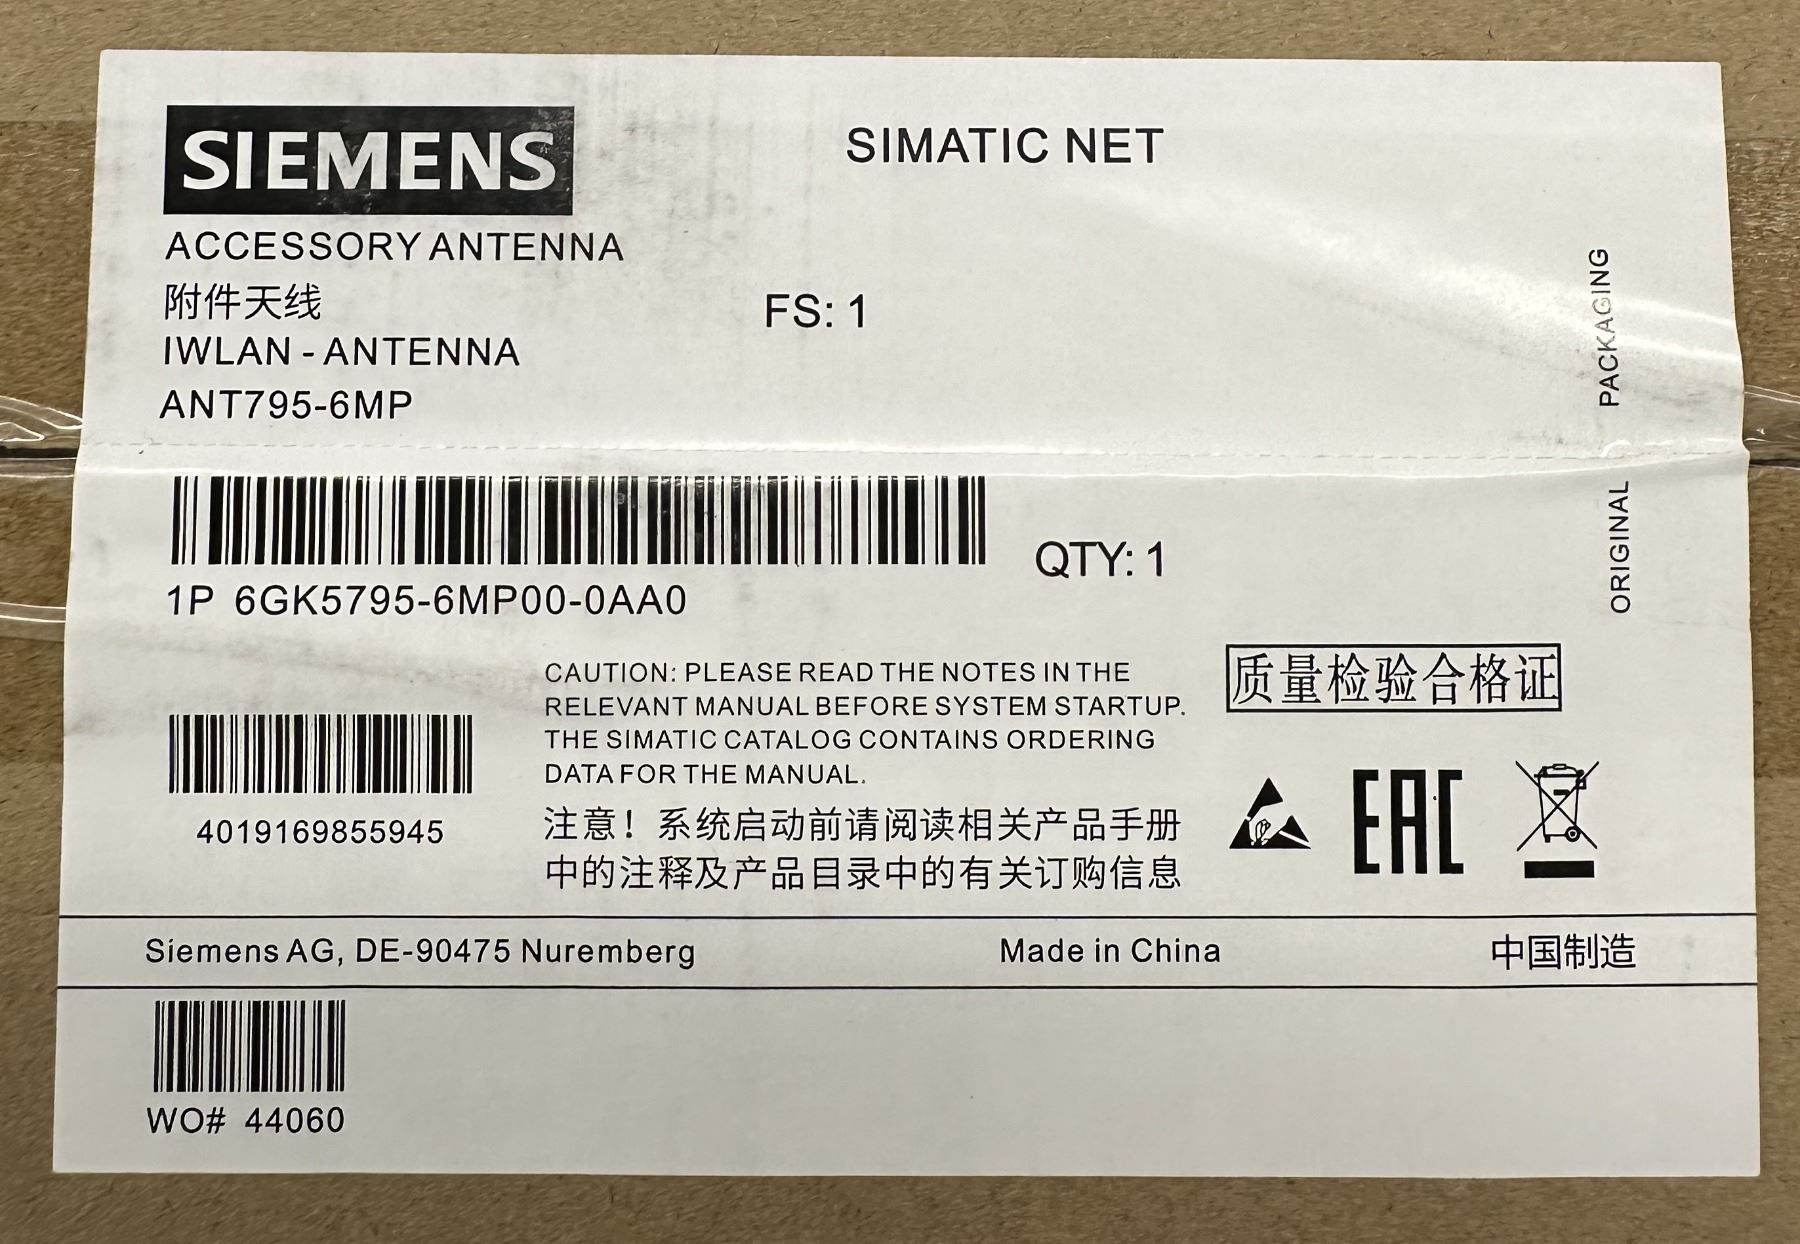 SIEMENS
SIMATIC NET
ACCESSORY ANTENNA
附件天线
FS: 1
IWLAN - ANTENNA
ANT795-6MP
ORIGINAL PACKAGING
QTY: 1
1P 6GK5795-6MP00-0AA0
CAUTION: PLEASE READ THE NOTES IN THE
RELEVANT MANUAL BEFORE SYSTEM STARTUP.
THE SIMATIC CATALOG CONTAINS ORDERING
DATA FOR THE MANUAL.
质量检验合格证
4019169855945
注意！系统启动前请阅读相关产品手册
中的注释及产品目录中的有关订购信息
EAC
Siemens AG, DE-90475 Nuremberg
Made in China
中国制造
WO# 44060